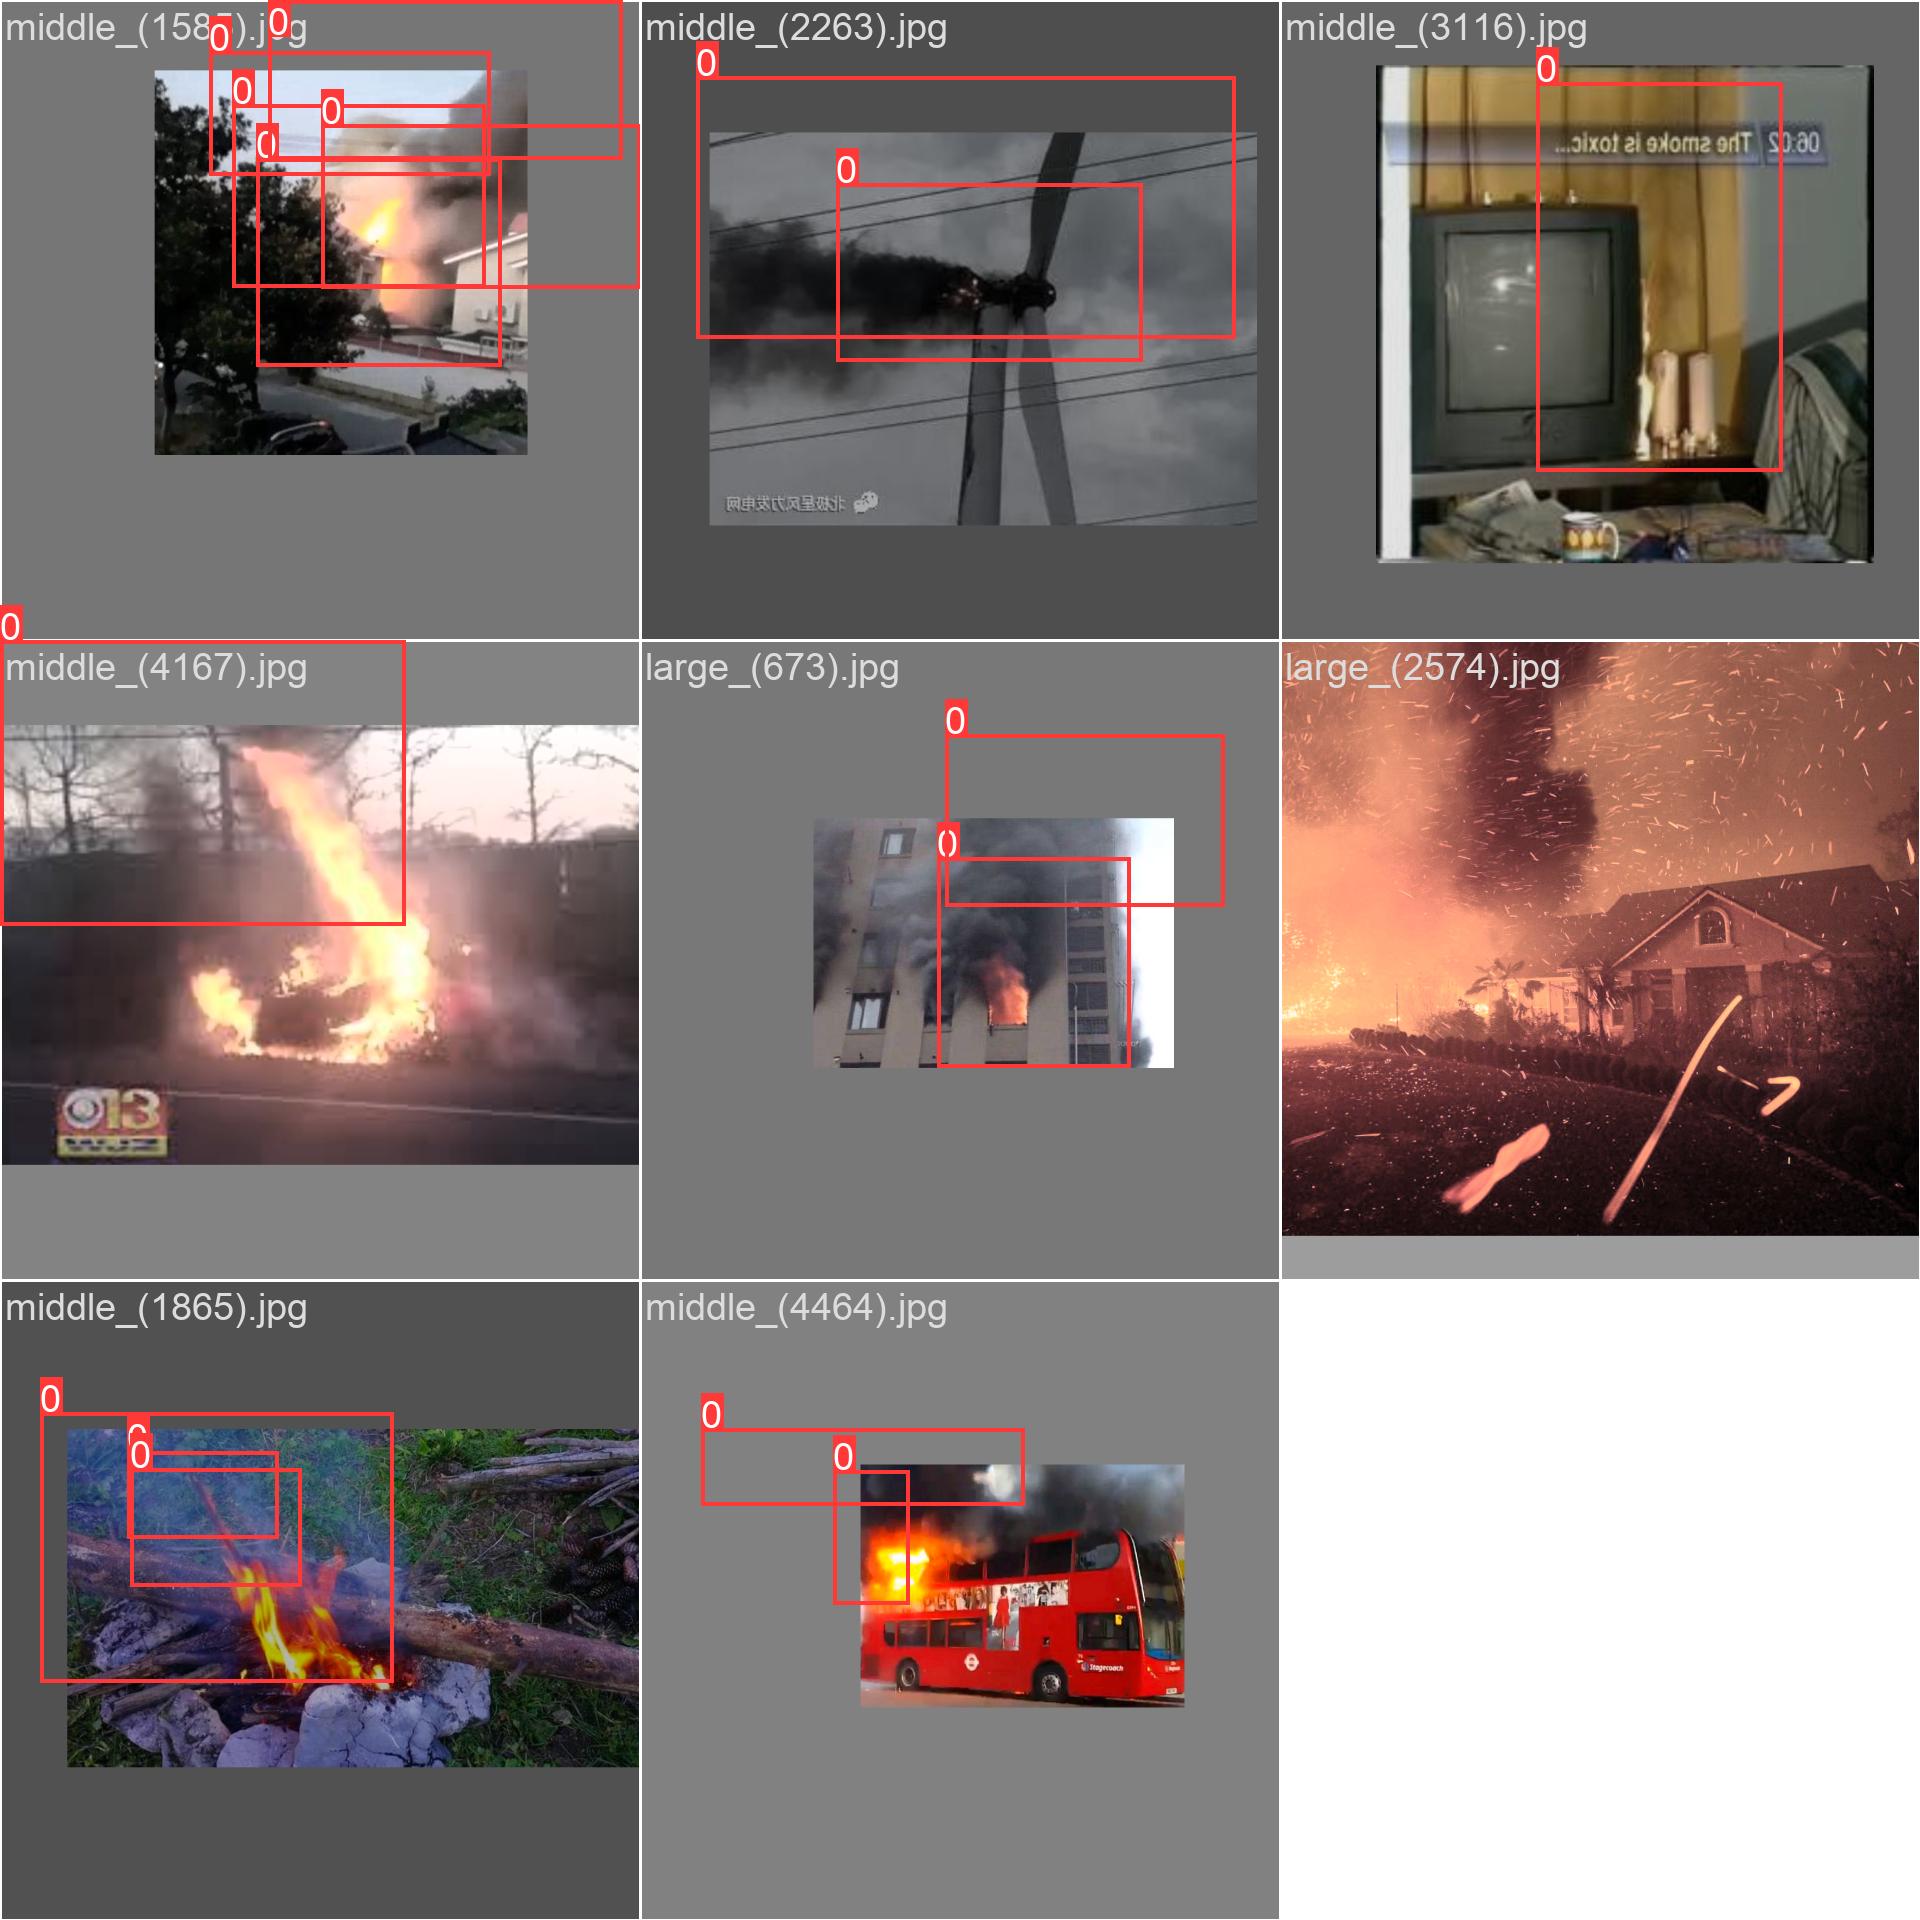 middle_(1585).jpg
0
0
0
0
0
middle_(2263).jpg
0
0
北极星风力发电网
middle_(3116).jpg
0
06:02 The smoke is toxic...
middle_(4167).jpg
0
13
large_(673).jpg
0
0
large_(2574).jpg
middle_(1865).jpg
0
0
0
middle_(4464).jpg
0
0
Stagecoach